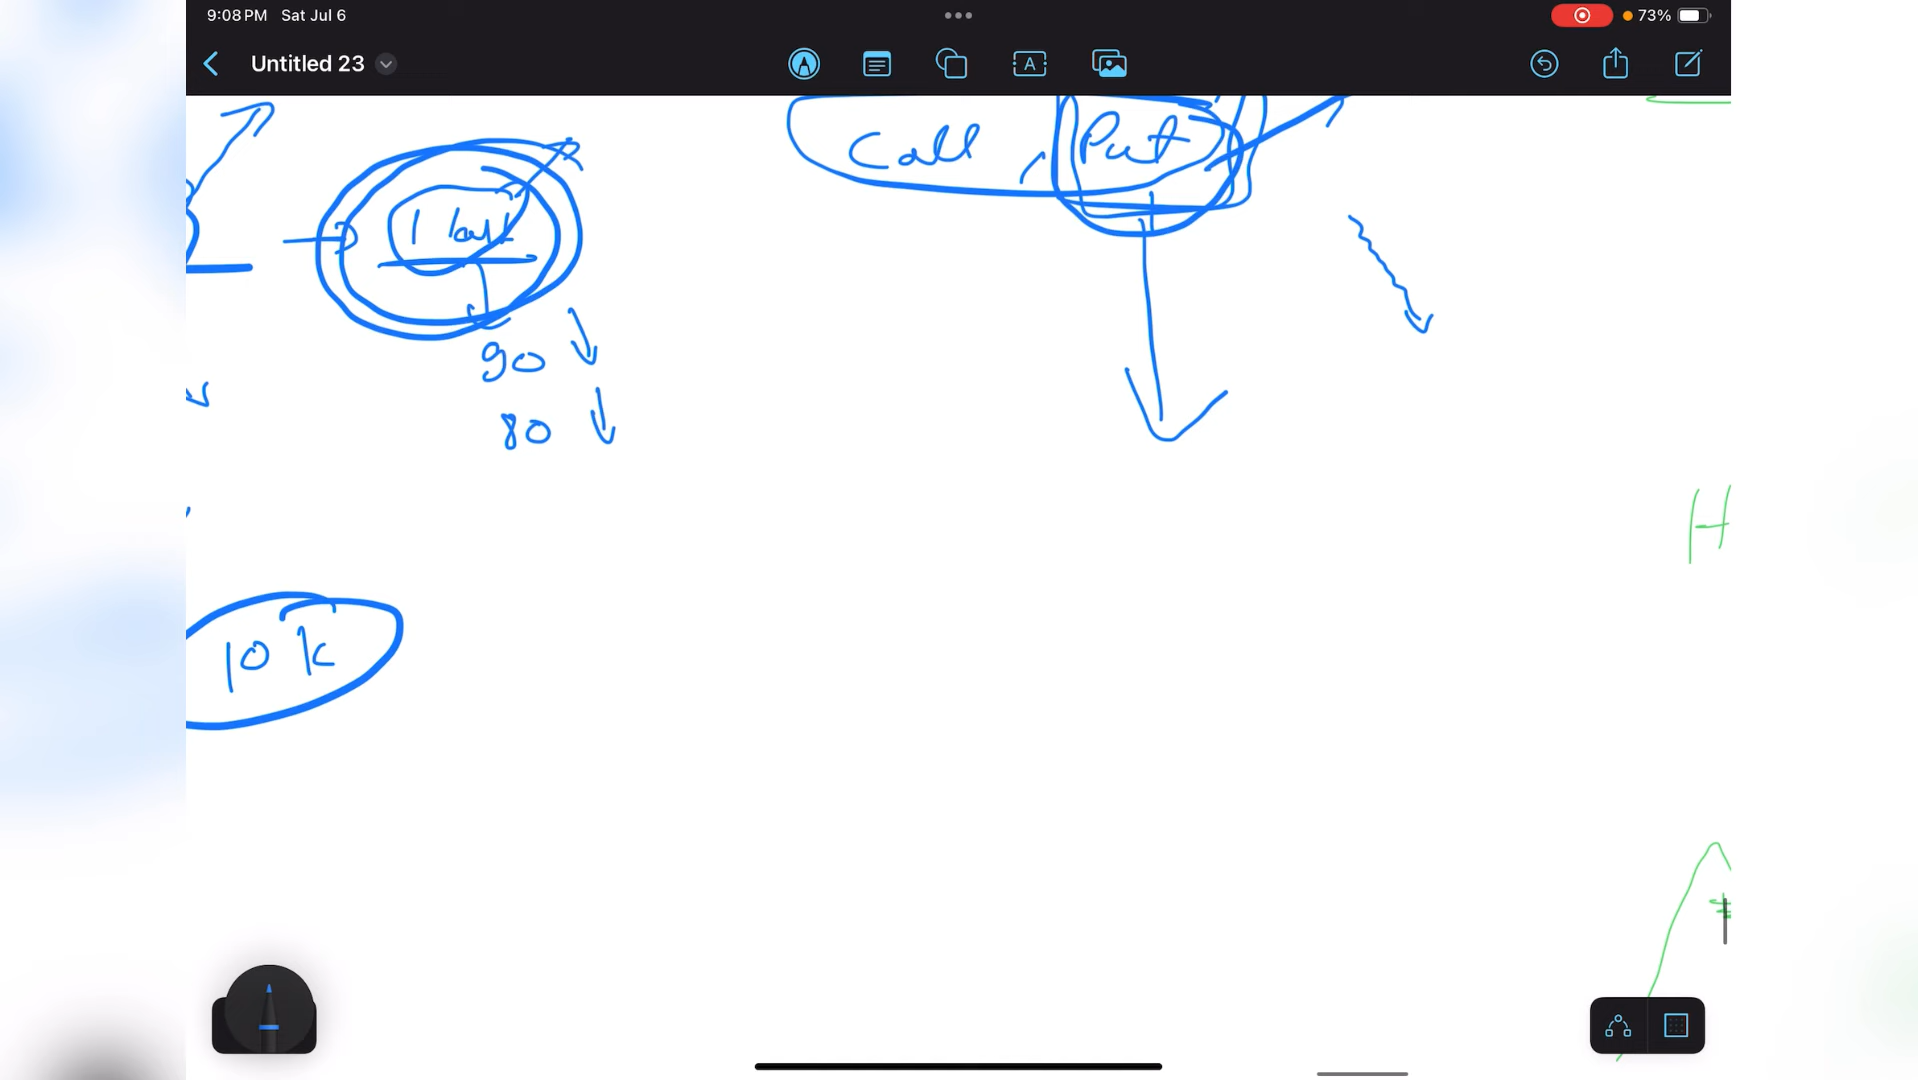 9:08 PM Sat Jul 6
73%
Untitled 23
A
Call
Put
1 lakh
90
80
H
10 k